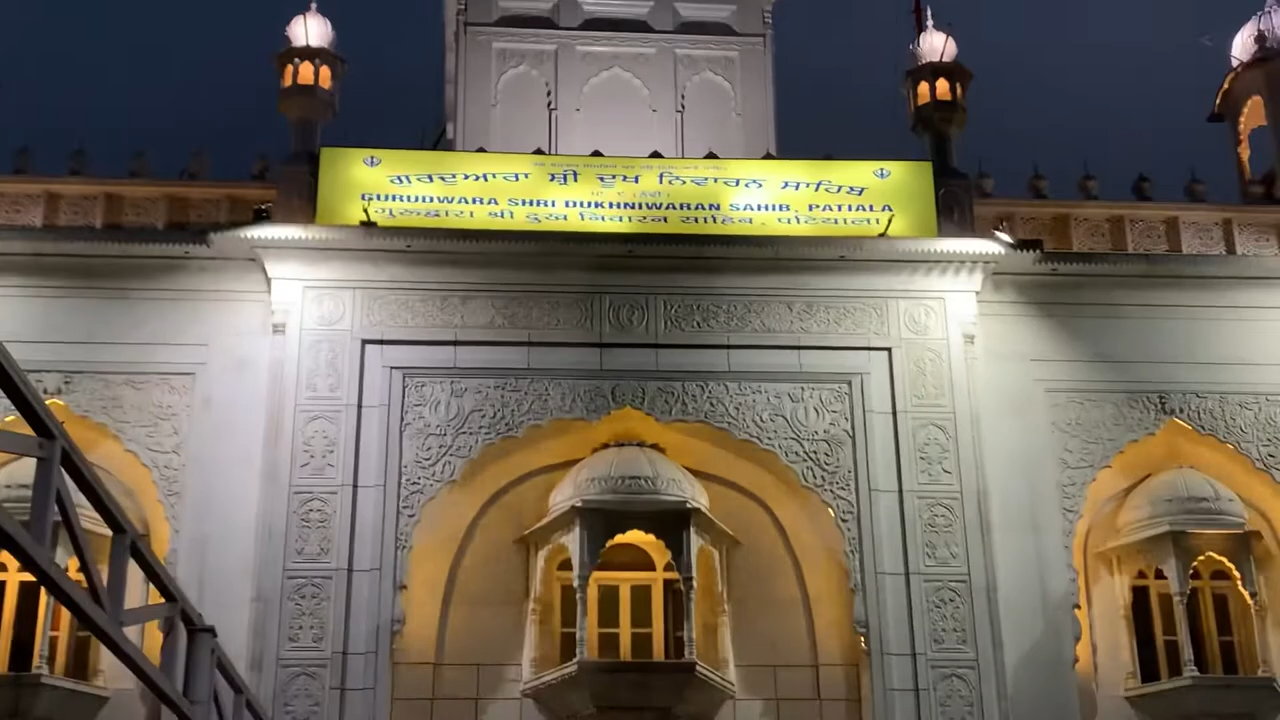 ਗੁਰਦੁਆਰਾ ਸ਼੍ਰੀ ਦੂਖ ਨਿਵਾਰਨ ਸਾਹਿਬ
GURUDWARA SHRI DUKHNIWARAN SAHIB, PATIALA
गुरुद्वारा श्री दुख निवारन साहिब, पटियाला